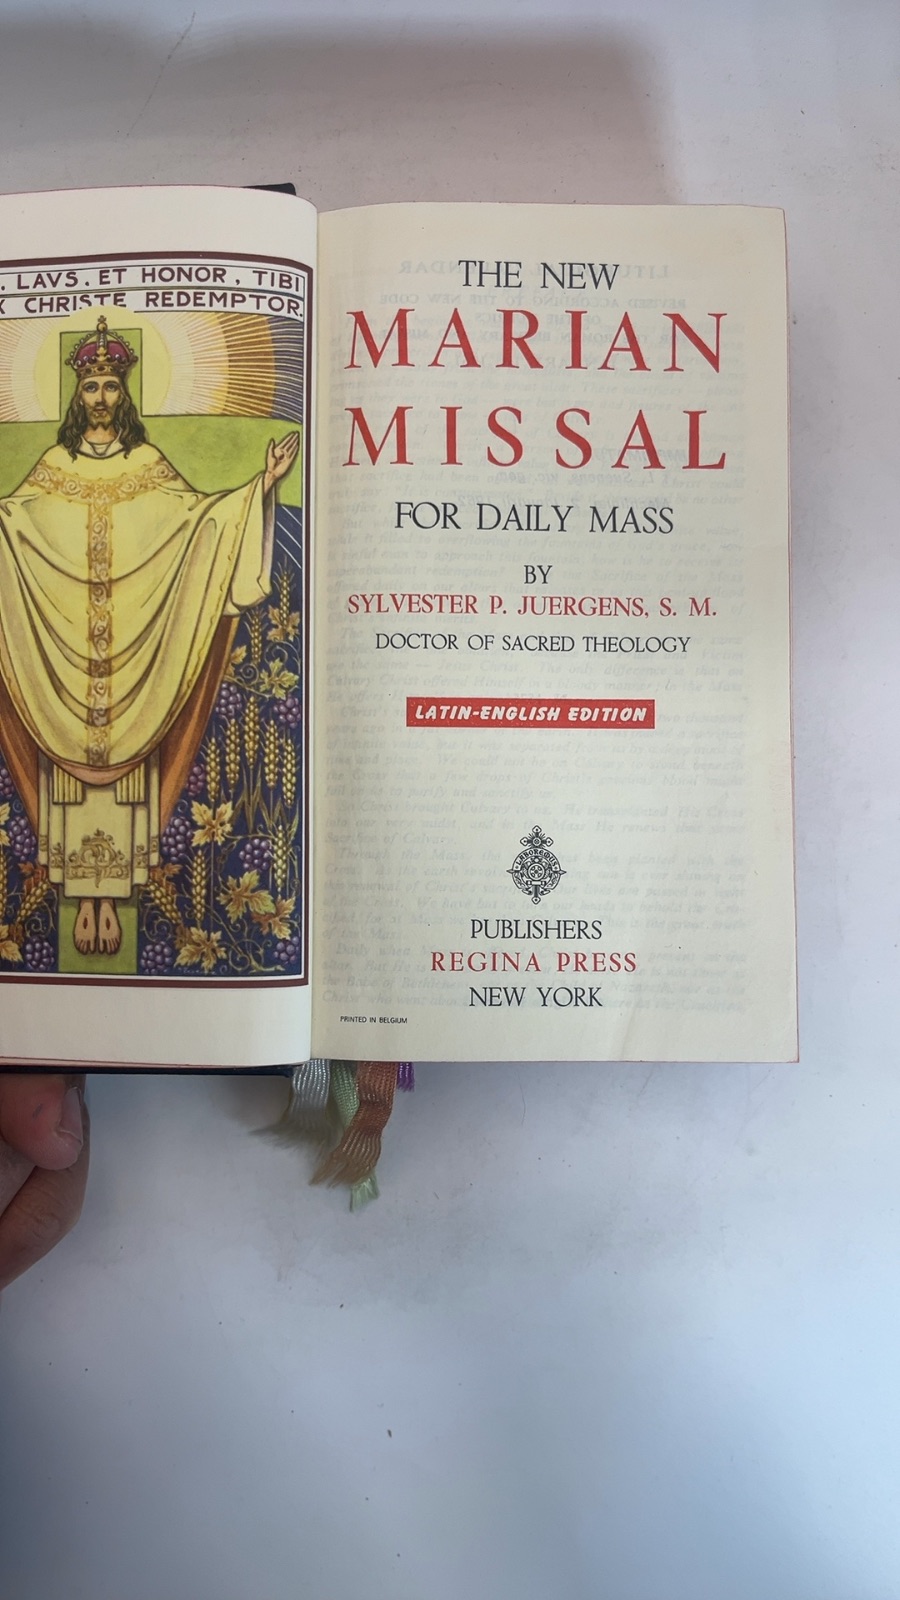 . LAVS. ET HONOR, TIBI
X CHRISTE REDEMPTOR.
THE NEW
MARIAN
MISSAL
FOR DAILY MASS
BY
SYLVESTER P. JUERGENS, S. M.
DOCTOR OF SACRED THEOLOGY
LATIN-ENGLISH EDITION
PUBLISHERS
REGINA PRESS
NEW YORK
PRINTED IN BELGIUM